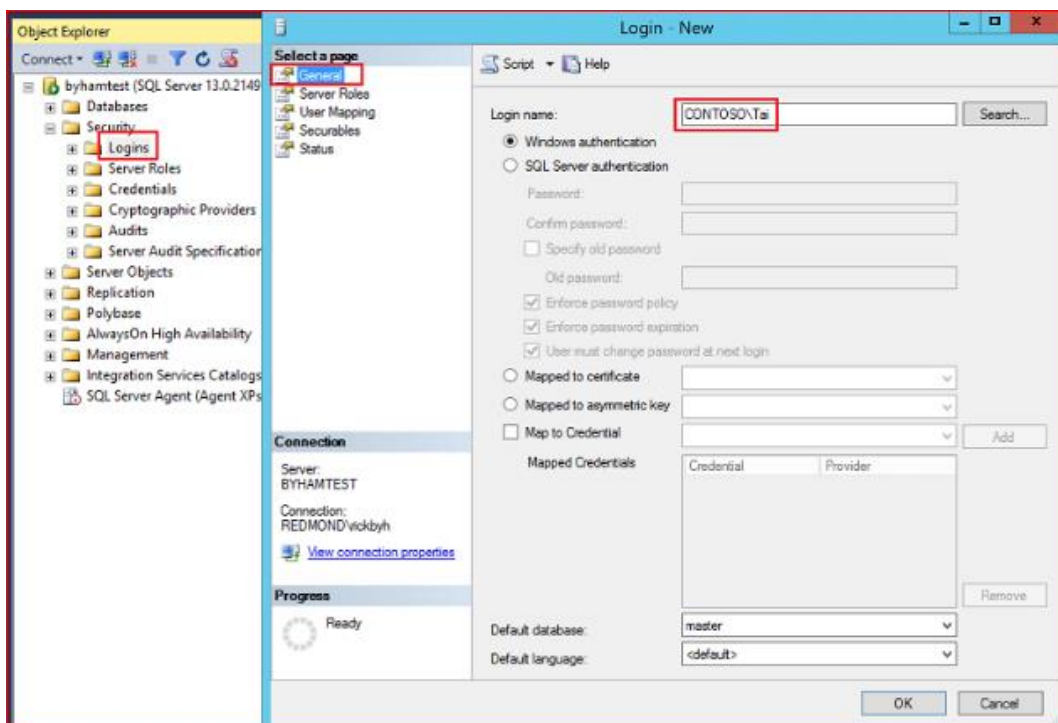 Object Explorer
Connect
byhamtest (SQL Server 13.0.2149
Databases
Security
Logins
Server Roles
Credentials
Cryptographic Providers
Audits
Server Audit Specification
Server Objects
Replication
Polybase
AlwaysOn High Availability
Management
Integration Services Catalogs
SQL Server Agent (Agent XPs
Login - New
Select a page
General
Server Roles
User Mapping
Securables
Status
Connection
Server:
BYHAMTEST
Connection:
REDMOND\rickbyh
View connection properties
Progress
Ready
Script Help
Login name: CONTOSO\Tai Search...
Windows authentication
SQL Server authentication
Password:
Confirm password:
Specify old password
Old password:
Enforce password policy
Enforce password expiration
User must change password at next login
Mapped to certificate
Mapped to asymmetric key
Map to Credential Add
Mapped Credentials Credential Provider
Remove
Default database: master
Default language: <default>
OK Cancel